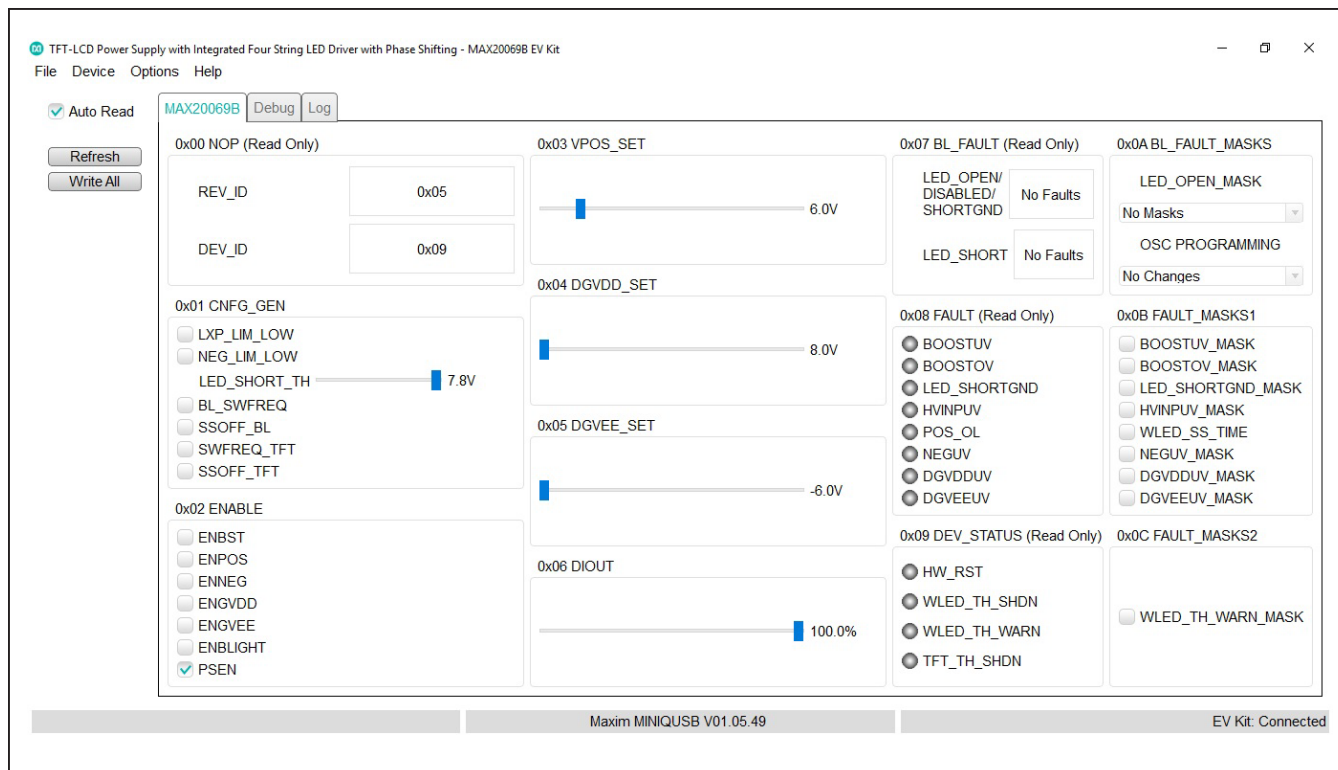 TFT-LCD Power Supply with Integrated Four String LED Driver with Phase Shifting - MAX20069B EV Kit
File Device Options Help
Auto Read
Refresh
Write All
MAX20069B Debug Log
0x00 NOP (Read Only)
REV_ID 0x05
DEV_ID 0x09
0x01 CNFG_GEN
LXP_LIM_LOW
NEG_LIM_LOW
LED_SHORT_TH 7.8V
BL_SWFREQ
SSOFF_BL
SWFREQ_TFT
SSOFF_TFT
0x02 ENABLE
ENBST
ENPOS
ENNEG
ENGVDD
ENGVEE
ENBLIGHT
PSEN
0x03 VPOS_SET
6.0V
0x04 DGVDD_SET
8.0V
0x05 DGVEE_SET
-6.0V
0x06 DIOUT
100.0%
0x07 BL_FAULT (Read Only)
LED_OPEN/
DISABLED/
SHORTGND
No Faults
LED_SHORT No Faults
0x08 FAULT (Read Only)
BOOSTUV
BOOSTOV
LED_SHORTGND
HVINPUV
POS_OL
NEGUV
DGVDDUV
DGVEEUV
0x09 DEV_STATUS (Read Only)
HW_RST
WLED_TH_SHDN
WLED_TH_WARN
TFT_TH_SHDN
0x0A BL_FAULT_MASKS
LED_OPEN_MASK
No Masks
OSC PROGRAMMING
No Changes
0x0B FAULT_MASKS1
BOOSTUV_MASK
BOOSTOV_MASK
LED_SHORTGND_MASK
HVINPUV_MASK
WLED_SS_TIME
NEGUV_MASK
DGVDDUV_MASK
DGVEEUV_MASK
0x0C FAULT_MASKS2
WLED_TH_WARN_MASK
Maxim MINIQUSB V01.05.49
EV Kit: Connected